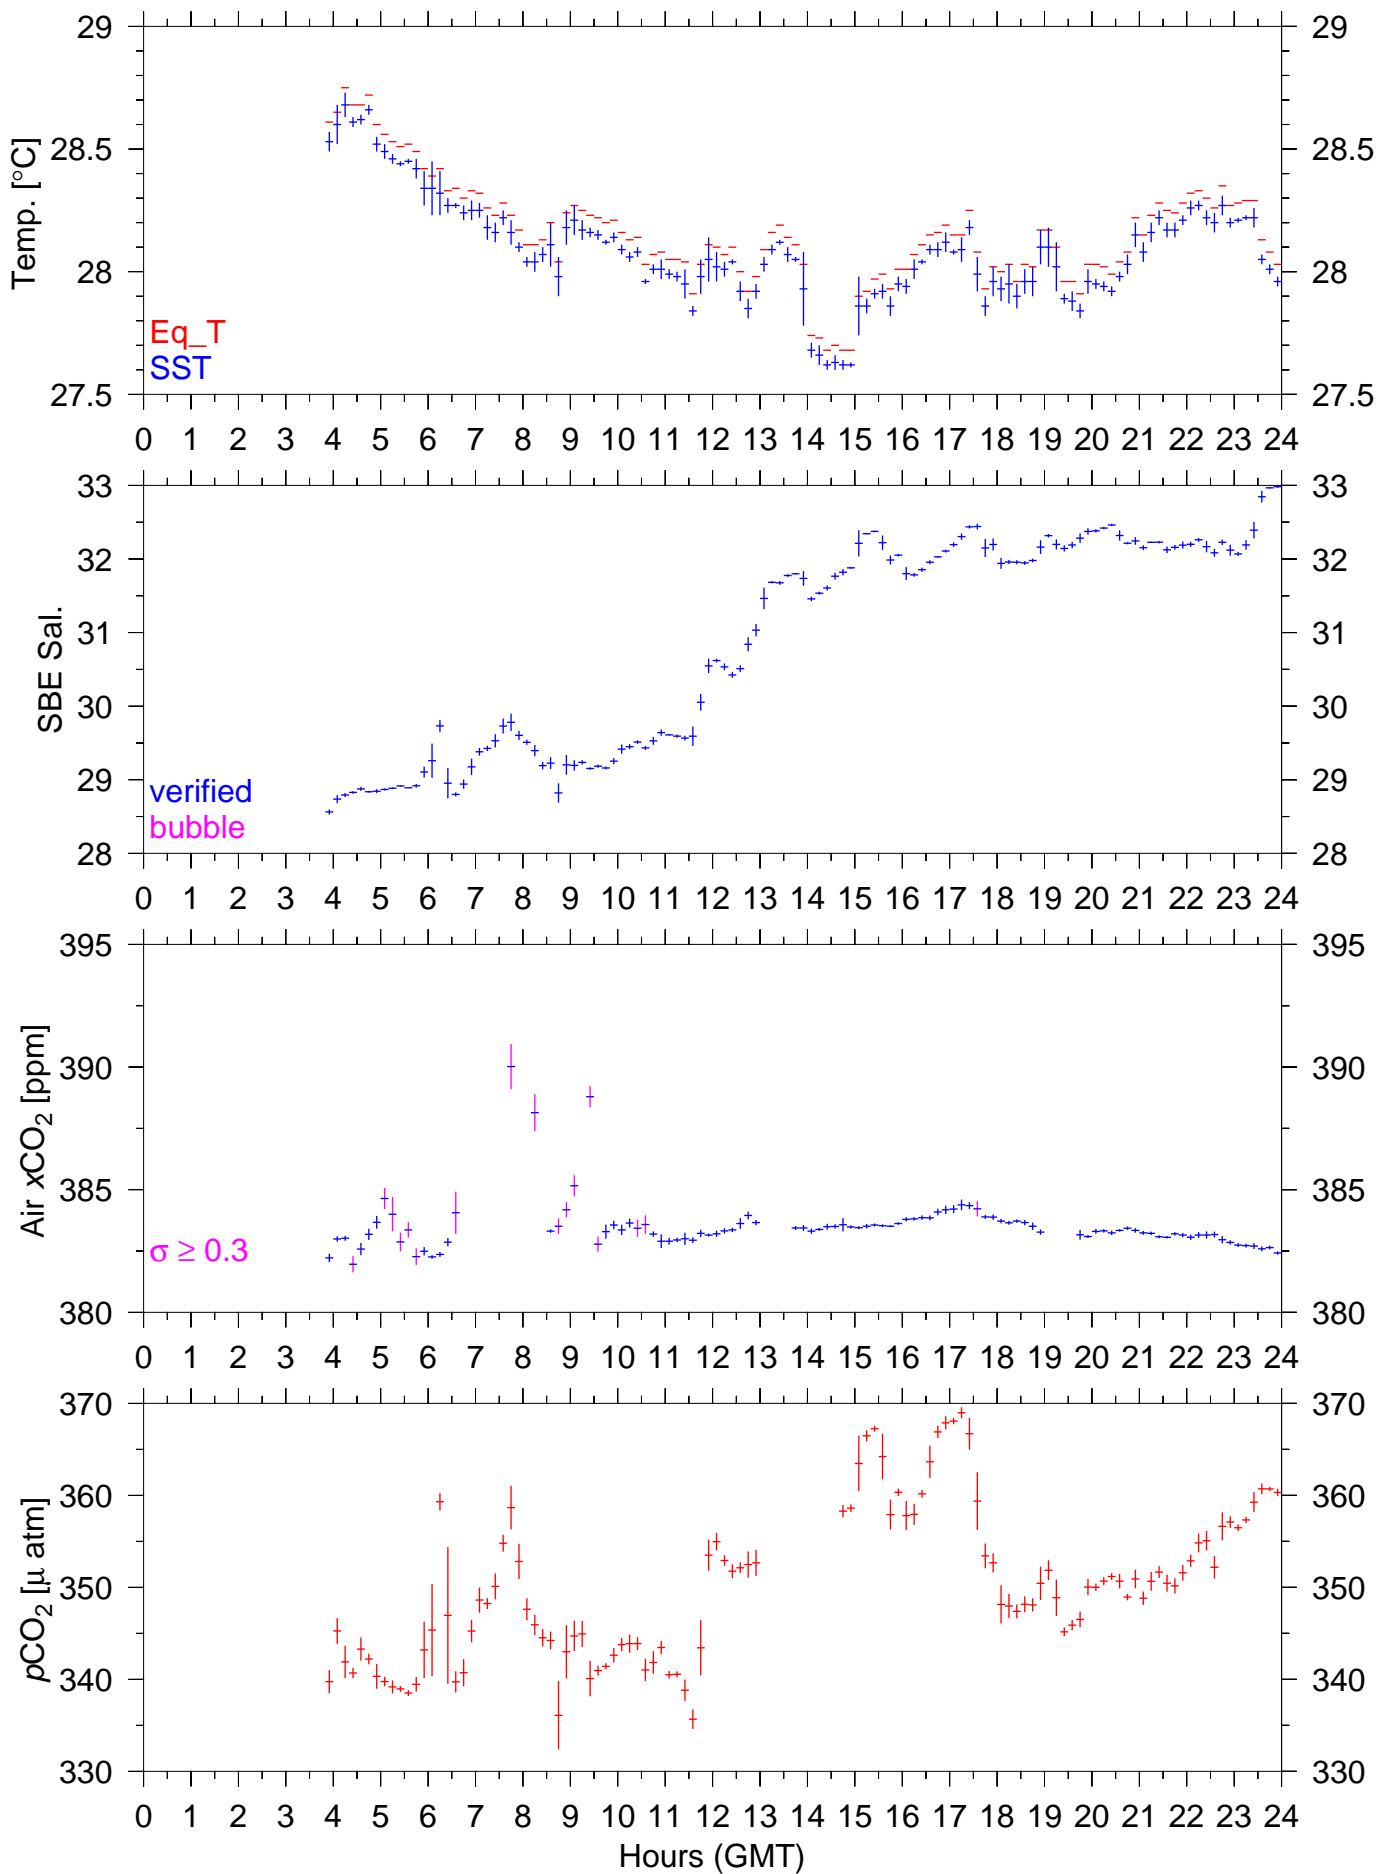 29 29
28.5 28.5
28 28
27.5 27.5
Temp. [°C]
Eq_T
SST
0 1 2 3 4 5 6 7 8 9 10 11 12 13 14 15 16 17 18 19 20 21 22 23 24
33 33
32 32
31 31
30 30
29 29
28 28
SBE Sal.
verified
bubble
0 1 2 3 4 5 6 7 8 9 10 11 12 13 14 15 16 17 18 19 20 21 22 23 24
395 395
390 390
385 385
380 380
Air xCO₂ [ppm]
σ ≥ 0.3
0 1 2 3 4 5 6 7 8 9 10 11 12 13 14 15 16 17 18 19 20 21 22 23 24
370 370
360 360
350 350
340 340
330 330
pCO₂ [μ atm]
0 1 2 3 4 5 6 7 8 9 10 11 12 13 14 15 16 17 18 19 20 21 22 23 24
Hours (GMT)